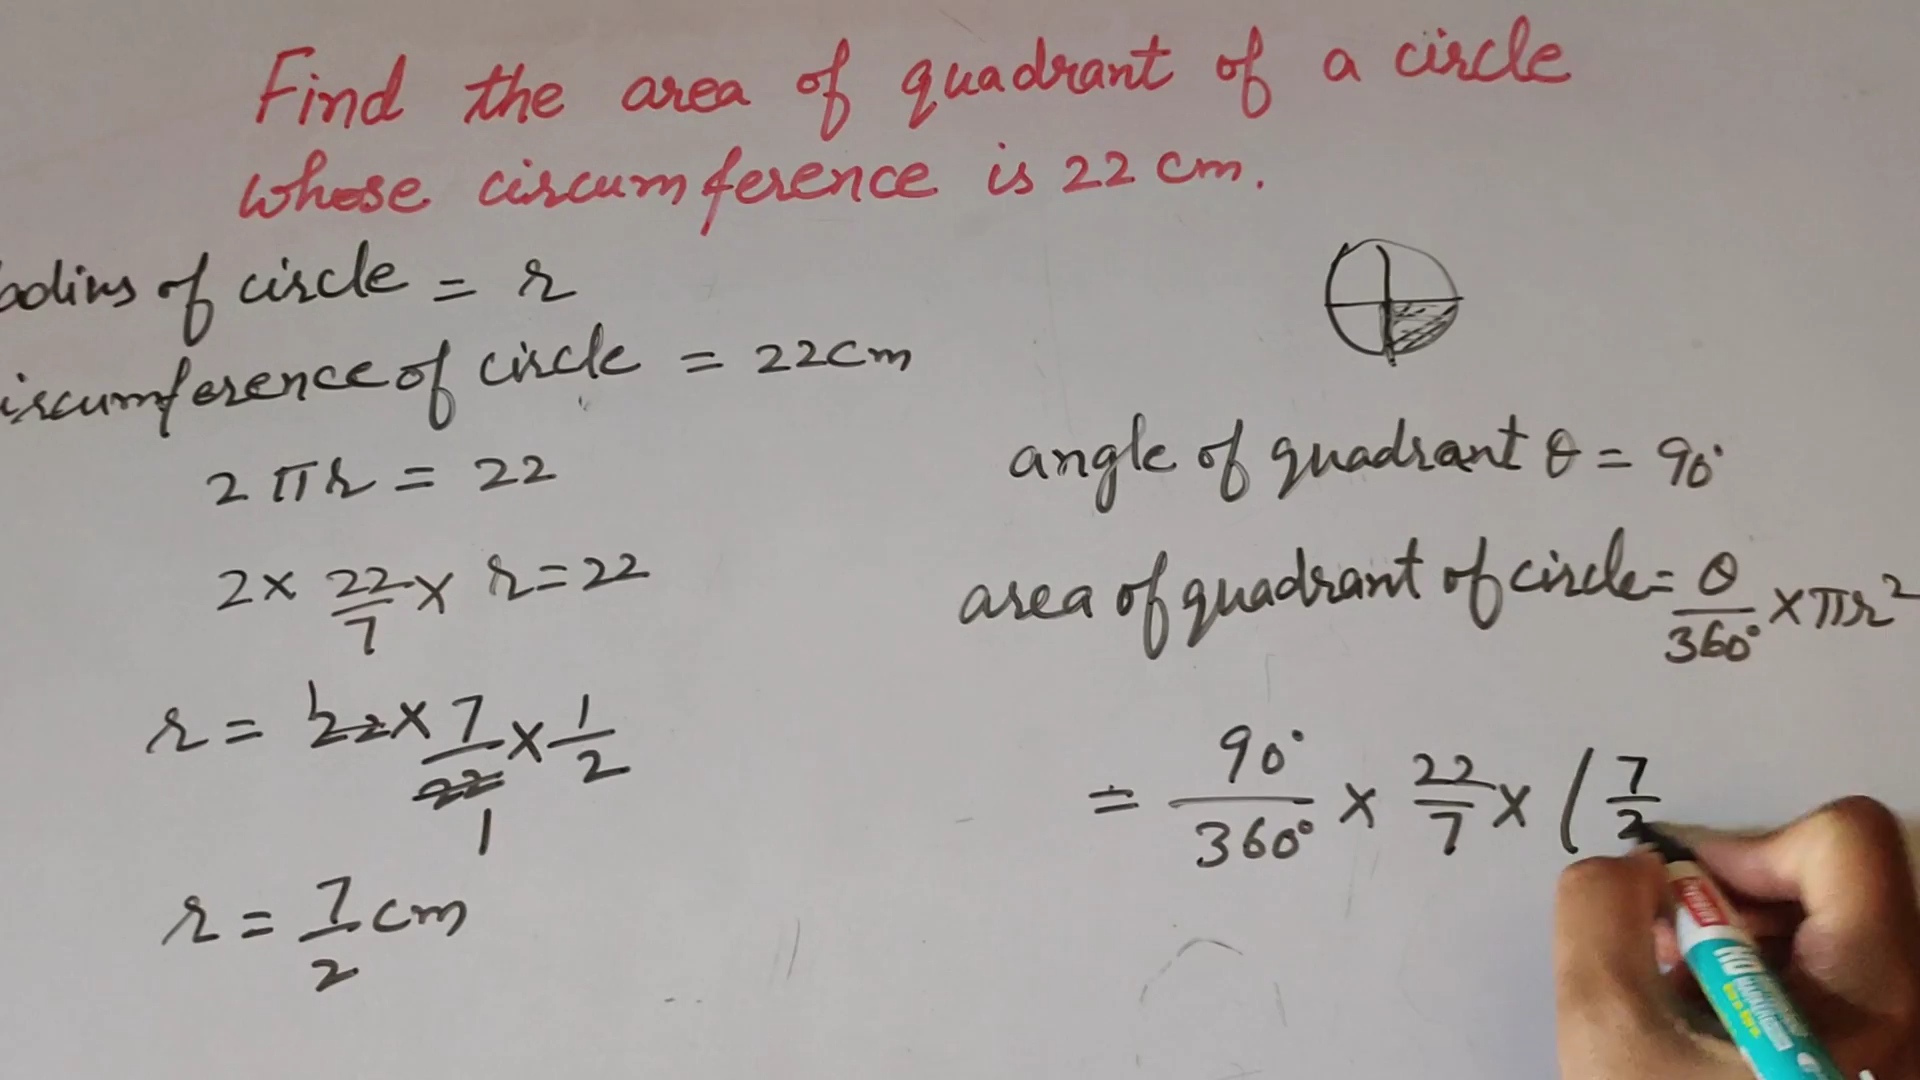 Find the area of quadrant of a circle
whose circumference is 22 cm.
adius of circle = r
ircumference of circle = 22cm
2πr = 22
2 × 22/7 × r = 22
r = 22 × 7/22 × 1/2
1
1
r = 7/2 cm
angle of quadrant θ = 90°
area of quadrant of circle = θ/360° × πr²
= 90°/360° × 22/7 × (7/2